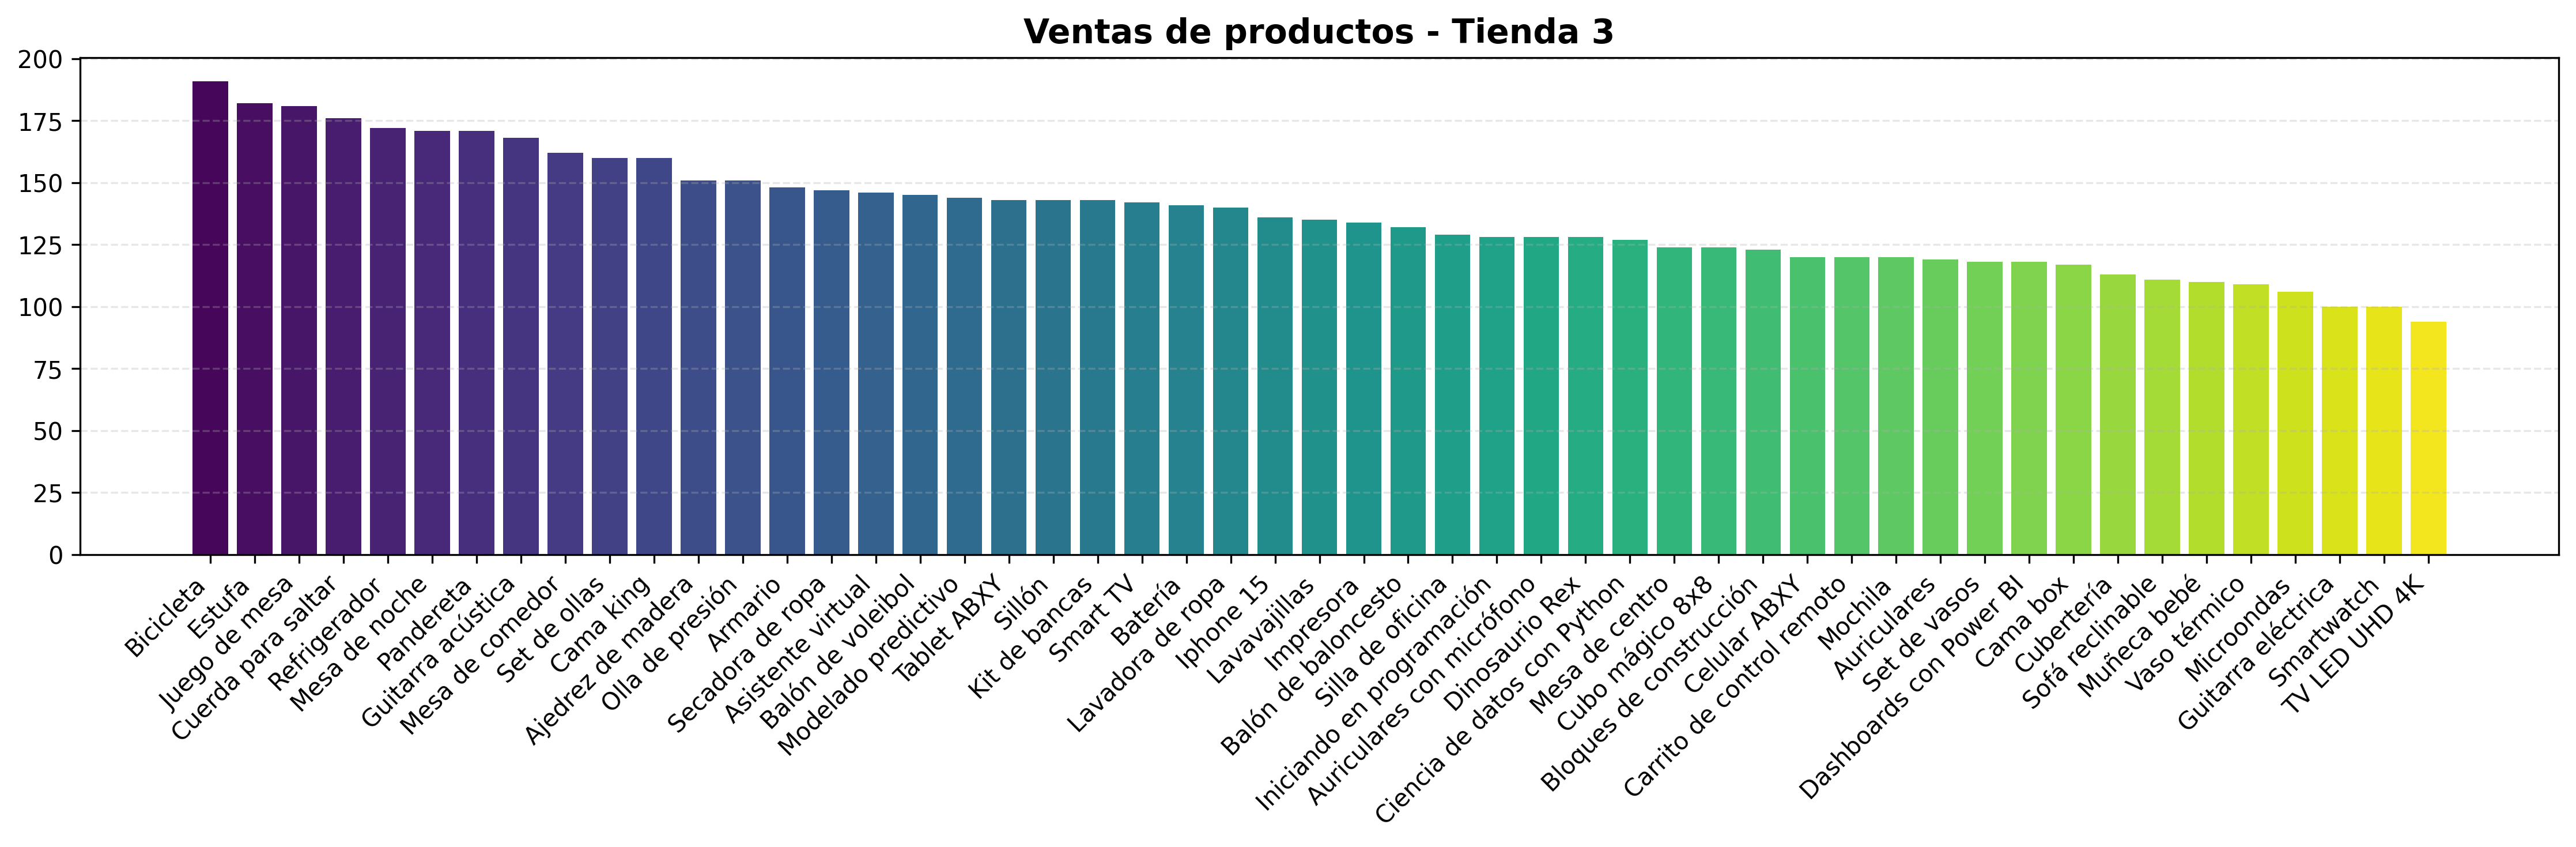 Ventas de productos - Tienda 3
200
175
150
125
100
75
50
25
0
Bicicleta
Estufa
Juego de mesa
Cuerda para saltar
Refrigerador
Mesa de noche
Pandereta
Guitarra acústica
Mesa de comedor
Set de ollas
Cama king
Ajedrez de madera
Olla de presión
Armario
Secadora de ropa
Asistente virtual
Balón de voleibol
Modelado predictivo
Tablet ABXY
Sillón
Kit de bancas
Smart TV
Batería
Lavadora de ropa
Iphone 15
Lavavajillas
Impresora
Balón de baloncesto
Silla de oficina
Iniciando en programación
Auriculares con micrófono
Dinosaurio Rex
Ciencia de datos con Python
Mesa de centro
Cubo mágico 8x8
Bloques de construcción
Celular ABXY
Carrito de control remoto
Mochila
Auriculares
Set de vasos
Dashboards con Power BI
Cama box
Cubertería
Sofá reclinable
Muñeca bebé
Vaso térmico
Microondas
Guitarra eléctrica
Smartwatch
TV LED UHD 4K